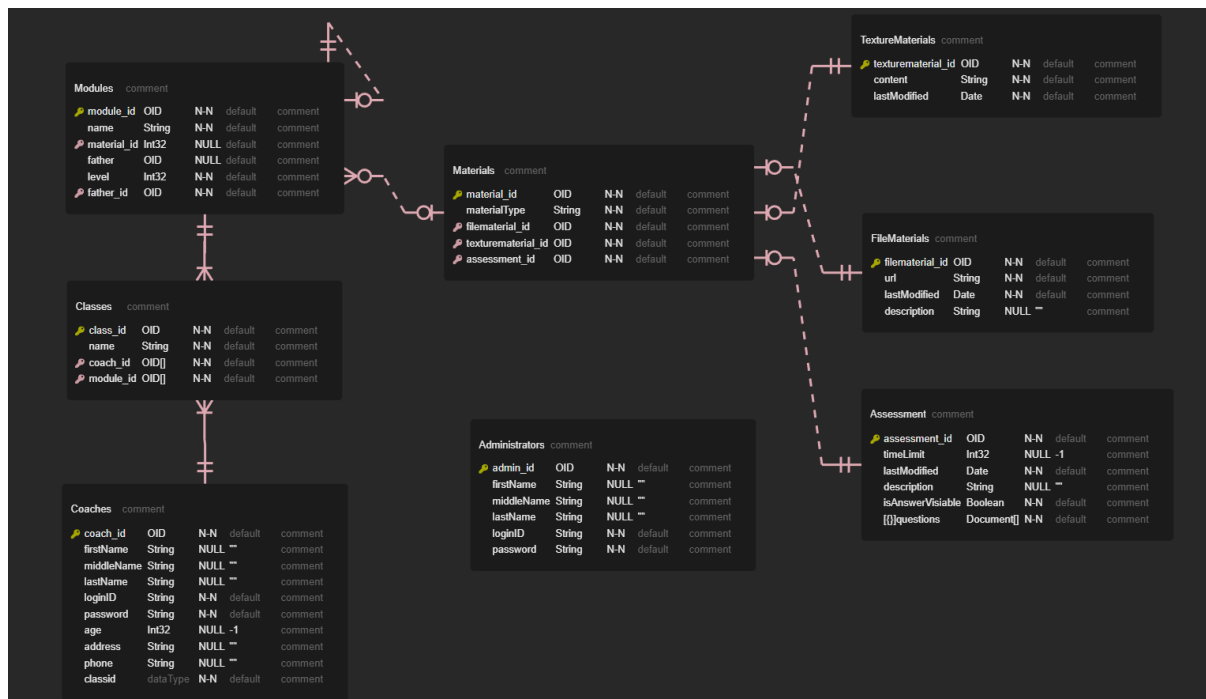 Modules comment
module_id OID N-N default comment
name String N-N default comment
material_id Int32 NULL default comment
father OID NULL default comment
level Int32 N-N default comment
father_id OID N-N default comment
Classes comment
class_id OID N-N default comment
name String N-N default comment
coach_id OID[] N-N default comment
module_id OID[] N-N default comment
Coaches comment
coach_id OID N-N default comment
firstName String NULL "" comment
middleName String NULL "" comment
lastName String NULL "" comment
loginID String N-N default comment
password String N-N default comment
age Int32 NULL -1 comment
address String NULL "" comment
phone String NULL "" comment
classid dataType N-N default comment
Materials comment
material_id OID N-N default comment
materialType String N-N default comment
filematerial_id OID N-N default comment
texturematerial_id OID N-N default comment
assessment_id OID N-N default comment
Administrators comment
admin_id OID N-N default comment
firstName String NULL "" comment
middleName String NULL "" comment
lastName String NULL "" comment
loginID String N-N default comment
password String N-N default comment
TextureMaterials comment
texturematerial_id OID N-N default comment
content String N-N default comment
lastModified Date N-N default comment
FileMaterials comment
filematerial_id OID N-N default comment
url String N-N default comment
lastModified Date N-N default comment
description String NULL "" comment
Assessment comment
assessment_id OID N-N default comment
timeLimit Int32 NULL -1 comment
lastModified Date N-N default comment
description String NULL "" comment
isAnswerVisiable Boolean N-N default comment
[{}]questions Document[] N-N default comment